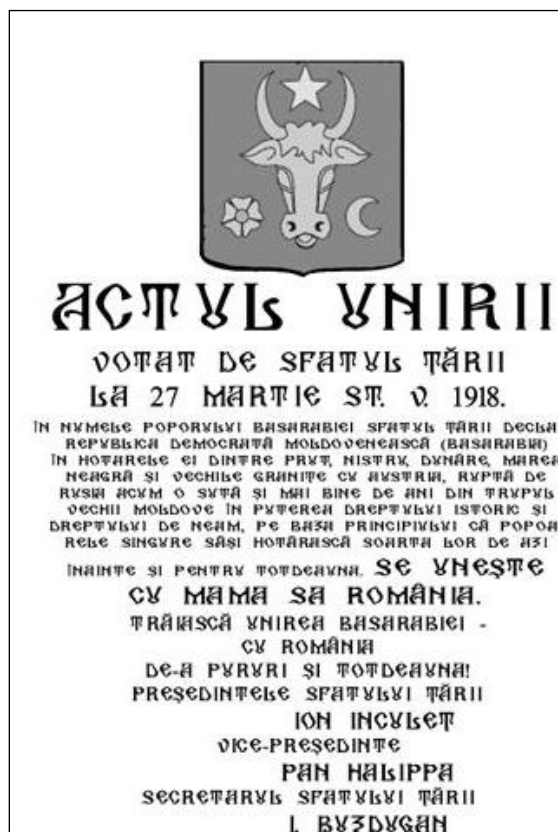 ACTUL UNIRII
VOTAT DE SFATUL ȚĂRII
LA 27 MARTIE ST. V. 1918.
ÎN NUMELE POPORULUI BASARABIEI SFATUL ȚĂRII DECLA
REPUBLICA DEMOCRATĂ MOLDOVENEASCĂ (BASARABIA)
ÎN HOTARELE EI DINTRE PRUT, NISTRU, DUNĂRE, MAREA
NEAGRĂ ȘI VECHILE GRANIȚE CU AUSTRIA, RUPTĂ DE
RUSIA ACUM O SUTĂ ȘI MAI BINE DE ANI DIN TRUPUL
VECHII MOLDOVE ÎN PUTEREA DREPTULUI ISTORIC ȘI
DREPTULUI DE NEAM, PE BAZA PRINCIPIULUI CĂ POPOA
RELE SINGURE SĂȘI HOTĂRASCĂ SOARTA LOR DE AZI
ÎNAINTE ȘI PENTRU TOTDEAUNA, SE UNEȘTE
CU MAMA SA ROMÂNIA.
TRĂIASCĂ UNIREA BASARABIEI -
CU ROMÂNIA
DE-A PURURI ȘI TOTDEAUNA!
PREȘEDINTELE SFATULUI ȚĂRII
ION INCULEȚ
VICE-PREȘEDINTE
PAN HALIPPA
SECRETARUL SFATULUI ȚĂRII
I. BUZDUGAN